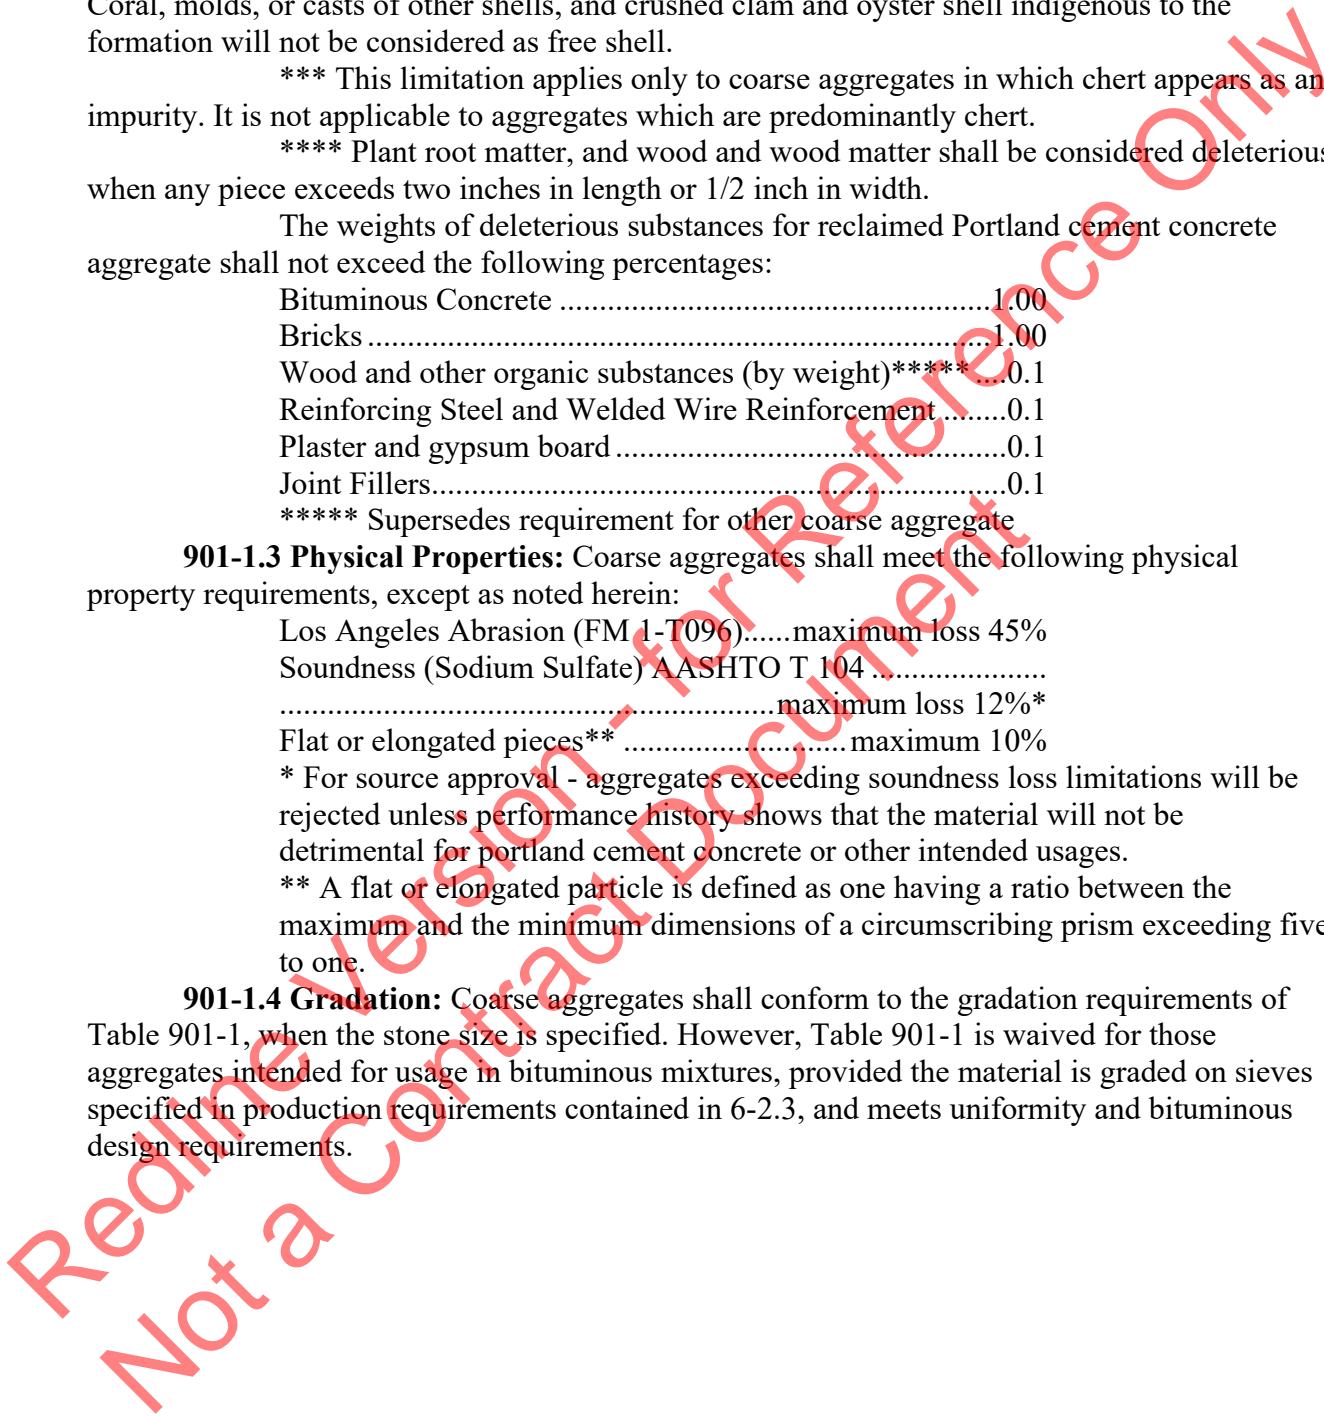 Coral, molds, or casts of other shells, and crushed clam and oyster shell indigenous to the
formation will not be considered as free shell.
*** This limitation applies only to coarse aggregates in which chert appears as an
impurity. It is not applicable to aggregates which are predominantly chert.
**** Plant root matter, and wood and wood matter shall be considered deleterious
when any piece exceeds two inches in length or 1/2 inch in width.
The weights of deleterious substances for reclaimed Portland cement concrete
aggregate shall not exceed the following percentages:
Bituminous Concrete ......................................................1.00
Bricks..............................................................................1.00
Wood and other organic substances (by weight)***** ....0.1
Reinforcing Steel and Welded Wire Reinforcement ........0.1
Plaster and gypsum board.................................................0.1
Joint Fillers........................................................................0.1
***** Supersedes requirement for other coarse aggregate
901-1.3 Physical Properties: Coarse aggregates shall meet the following physical
property requirements, except as noted herein:
Los Angeles Abrasion (FM 1-T096)......maximum loss 45%
Soundness (Sodium Sulfate) AASHTO T 104 ......................
..............................................................maximum loss 12%*
Flat or elongated pieces** ............................maximum 10%
* For source approval - aggregates exceeding soundness loss limitations will be
rejected unless performance history shows that the material will not be
detrimental for portland cement concrete or other intended usages.
** A flat or elongated particle is defined as one having a ratio between the
maximum and the minimum dimensions of a circumscribing prism exceeding five
to one.
901-1.4 Gradation: Coarse aggregates shall conform to the gradation requirements of
Table 901-1, when the stone size is specified. However, Table 901-1 is waived for those
aggregates intended for usage in bituminous mixtures, provided the material is graded on sieves
specified in production requirements contained in 6-2.3, and meets uniformity and bituminous
design requirements.
Redline Version - for Reference Only
Not a Contract Document